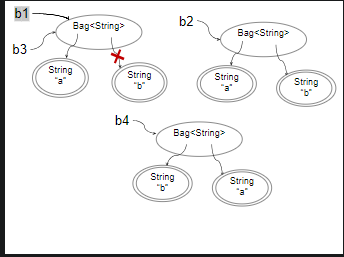 b1
Bag<String>
b3
String
"a"
String
"b"
b2
Bag<String>
String
"a"
String
"b"
b4
Bag<String>
String
"b"
String
"a"